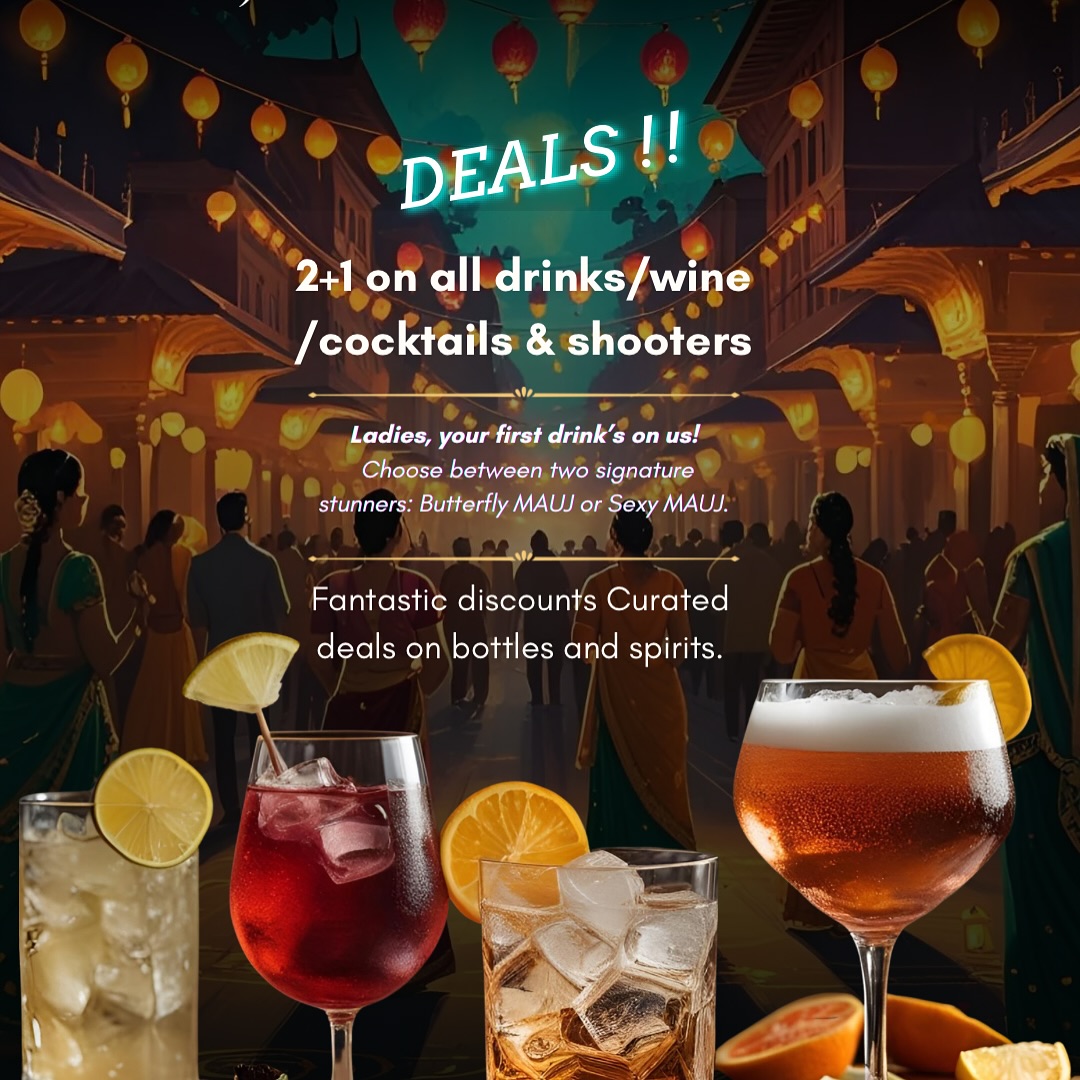 DEALS !!
2+1 on all drinks/wine
/cocktails & shooters
Ladies, your first drink's on us!
Choose between two signature
stunners: Butterfly MAUJ or Sexy MAUJ.
Fantastic discounts Curated
deals on bottles and spirits.